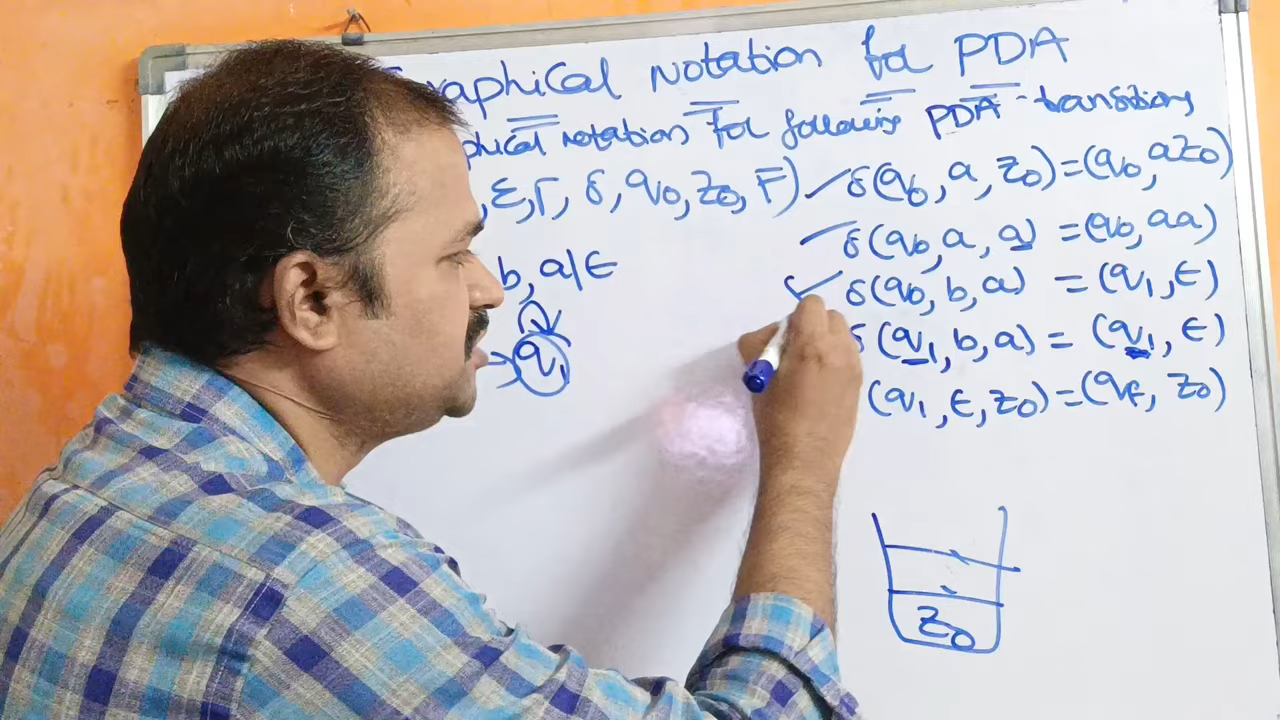 raphical Notation for PDA
phical notation for following PDA transitions
, Σ, Γ, δ, q0, Z0, F) δ(q0, a, Z0) = (q0, aZ0)
δ(q0, a, a) = (q0, aa)
b, a/ϵ δ(q0, b, a) = (q1, ϵ)
q1 δ(q1, b, a) = (q1, ϵ)
(q1, ϵ, Z0) = (qf, Z0)
Z0